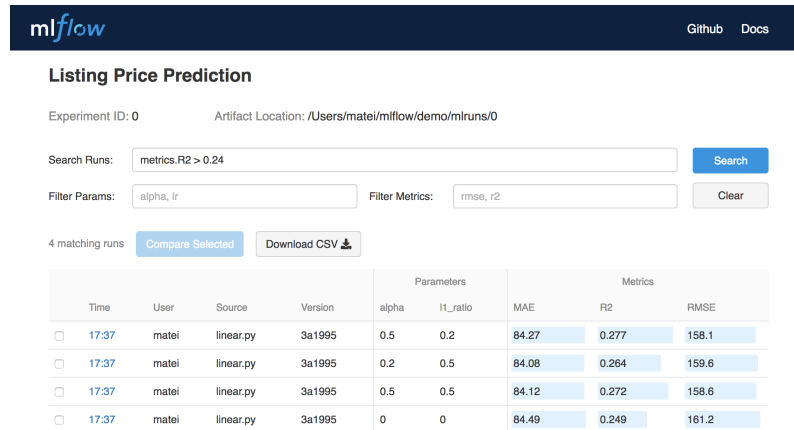 mlflow Github Docs
Listing Price Prediction
Experiment ID: 0 Artifact Location: /Users/matei/mlflow/demo/mlruns/0
Search Runs: metrics.R2 > 0.24 Search
Filter Params: alpha, lr Filter Metrics: rmse, r2 Clear
4 matching runs Compare Selected Download CSV
Parameters Metrics
Time User Source Version alpha l1_ratio MAE R2 RMSE
17:37 matei linear.py 3a1995 0.5 0.2 84.27 0.277 158.1
17:37 matei linear.py 3a1995 0.2 0.5 84.08 0.264 159.6
17:37 matei linear.py 3a1995 0.5 0.5 84.12 0.272 158.6
17:37 matei linear.py 3a1995 0 0 84.49 0.249 161.2